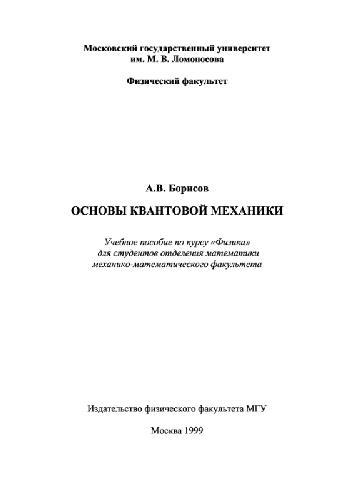 Московский государственный университет
им. М. В. Ломоносова
Физический факультет
А.В. Борисов
ОСНОВЫ КВАНТОВОЙ МЕХАНИКИ
Учебное пособие по курсу «Физика»
для студентов отделения математики
механико-математического факультета
Издательство физического факультета МГУ
Москва 1999